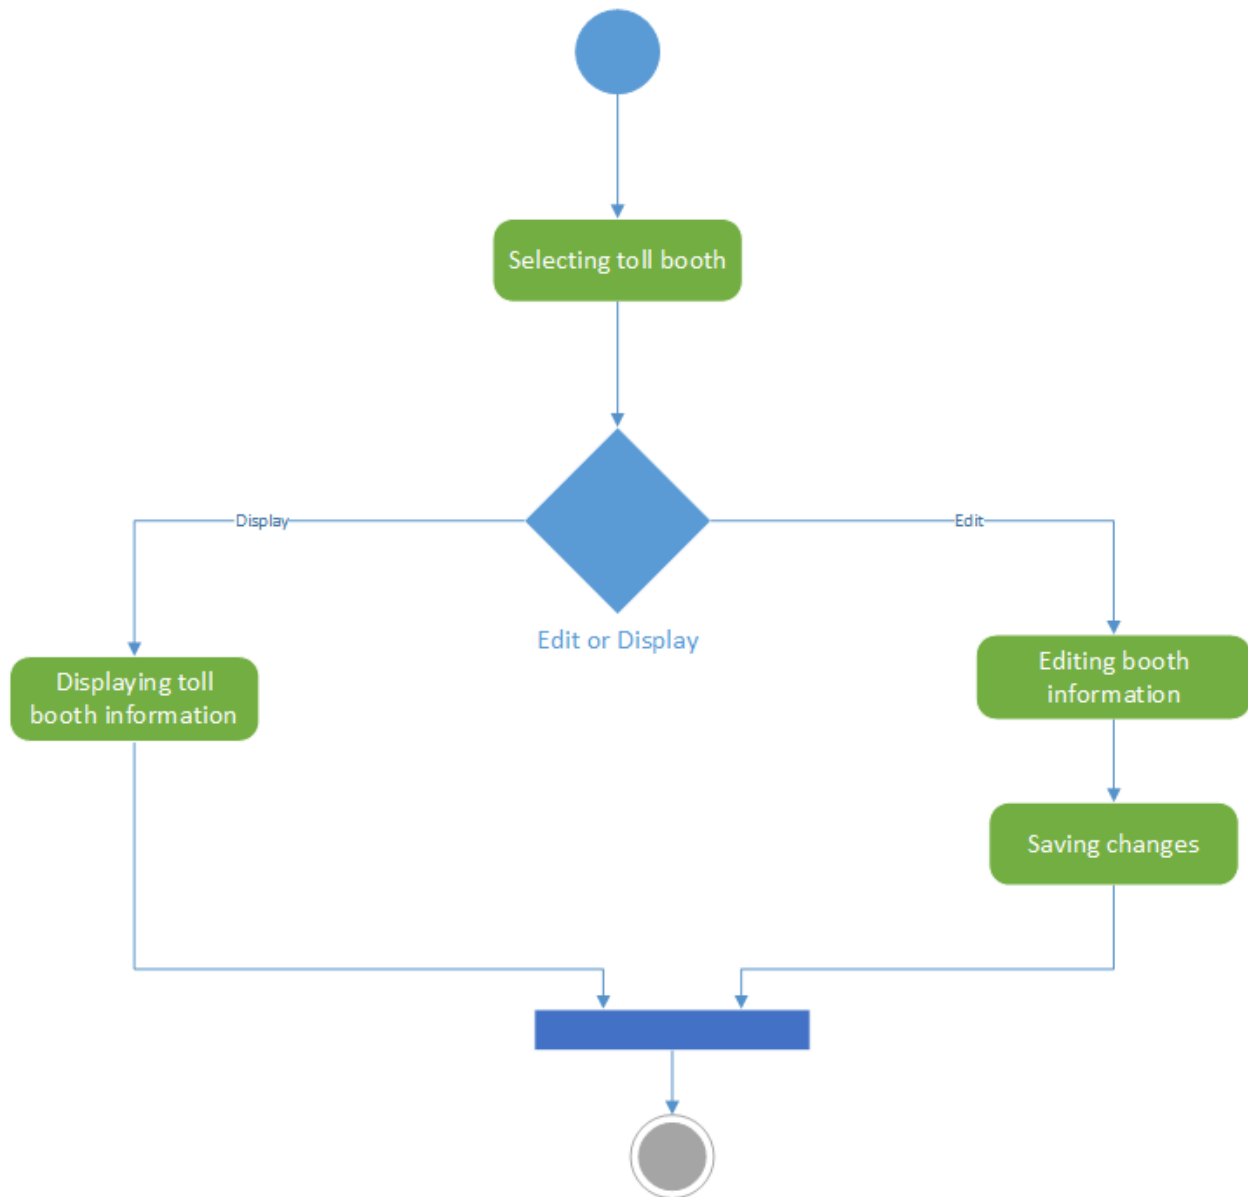 Selecting toll booth
Display
Edit
Edit or Display
Displaying toll
booth information
Editing booth
information
Saving changes